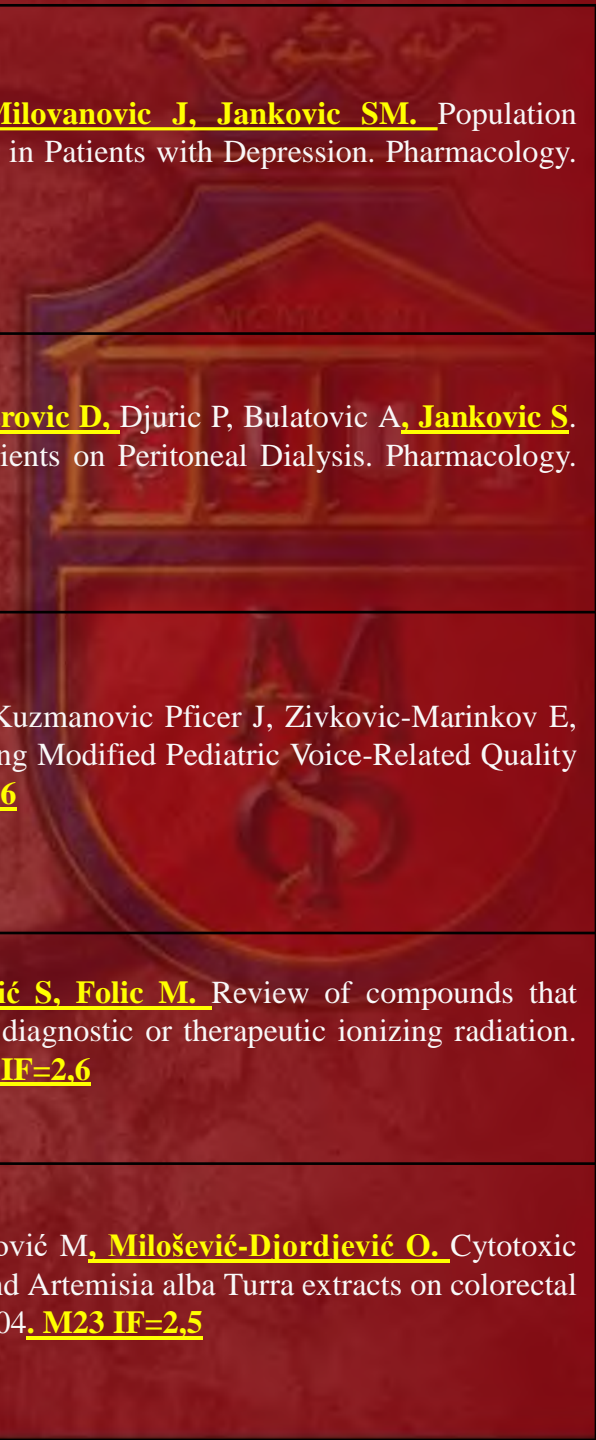 Milovanovic J, Jankovic SM. Population
in Patients with Depression. Pharmacology.
MCMLXXVII
rovic D, Djuric P, Bulatovic A, Jankovic S.
ients on Peritoneal Dialysis. Pharmacology.
Kuzmanovic Pficer J, Zivkovic-Marinkov E,
ng Modified Pediatric Voice-Related Quality
6
ić S, Folic M. Review of compounds that
diagnostic or therapeutic ionizing radiation.
IF=2,6
ović M, Milošević-Djordjević O. Cytotoxic
nd Artemisia alba Turra extracts on colorectal
04. M23 IF=2,5